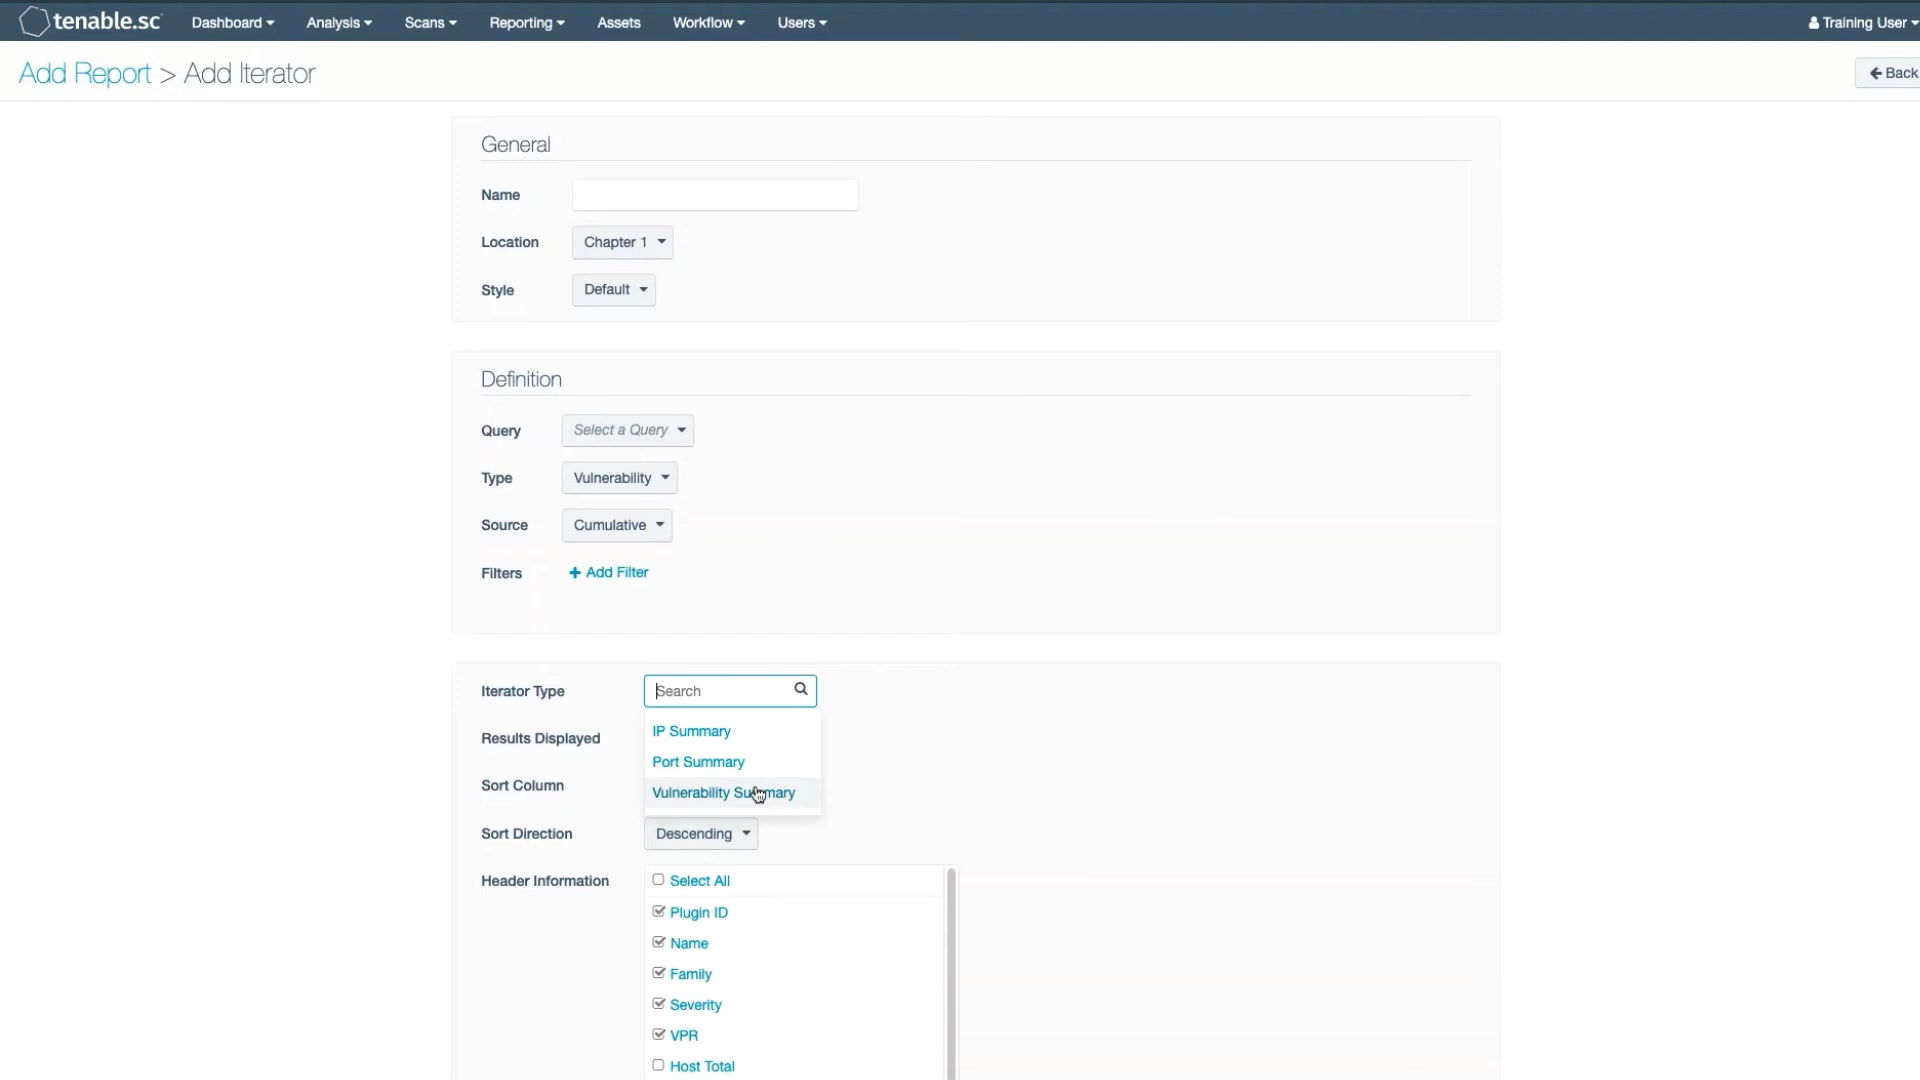 tenable.sc Dashboard Analysis Scans Reporting Assets Workflow Users Training User
Add Report > Add Iterator
Back
General
Name
Location Chapter 1
Style Default
Definition
Query Select a Query
Type Vulnerability
Source Cumulative
Filters + Add Filter
Iterator Type Search
IP Summary
Results Displayed
Port Summary
Sort Column
Vulnerability Summary
Sort Direction Descending
Header Information Select All
Plugin ID
Name
Family
Severity
VPR
Host Total